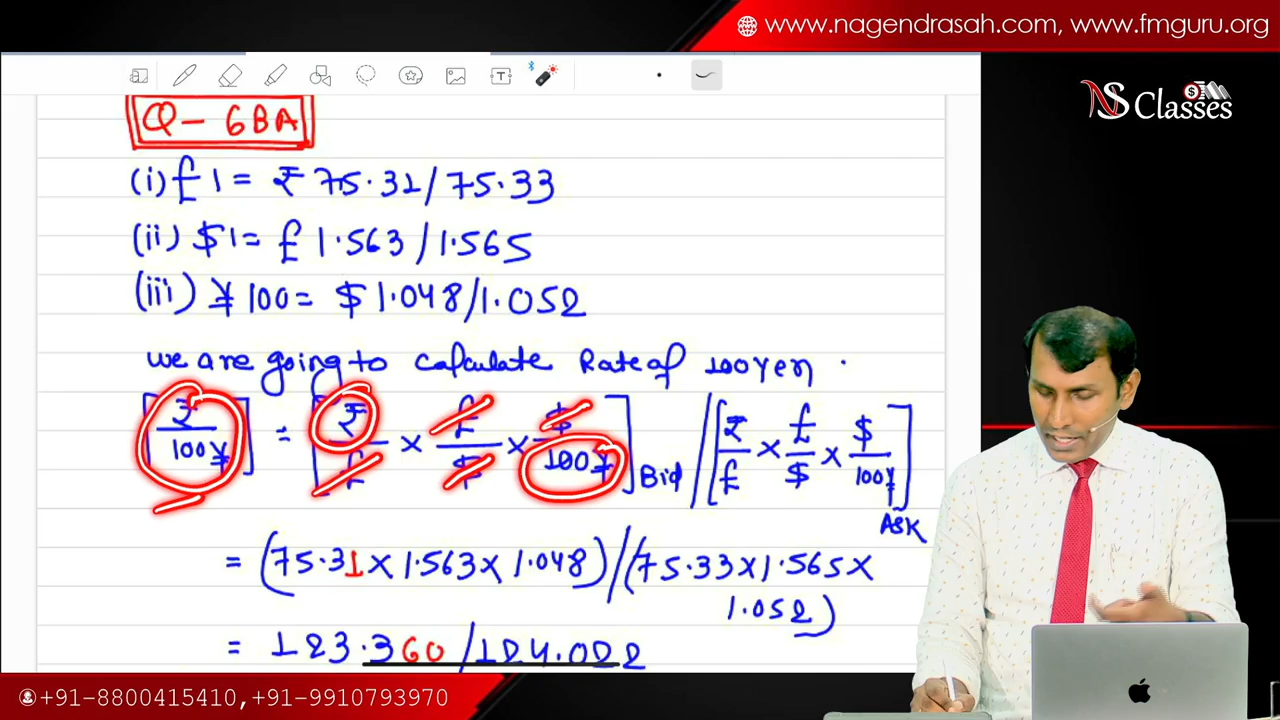 www.nagendrasah.com, www.fmguru.org
NS Classes
Q- 6BA
(i) £ 1 = ₹ 75.31/75.33
(ii) $1 = £ 1.563/1.565
(iii) ¥ 100 = $ 1.048/1.052
we are going to calculate Rate of 100 Yen.
[₹/100¥] = [₹/£ × £/$ × $/100¥]Bid / [₹/£ × £/$ × $/100¥]ASK
= (75.31 × 1.563 × 1.048)/(75.33 × 1.565 ×
1.052)
= 123.360/124.022
+91-8800415410,+91-9910793970